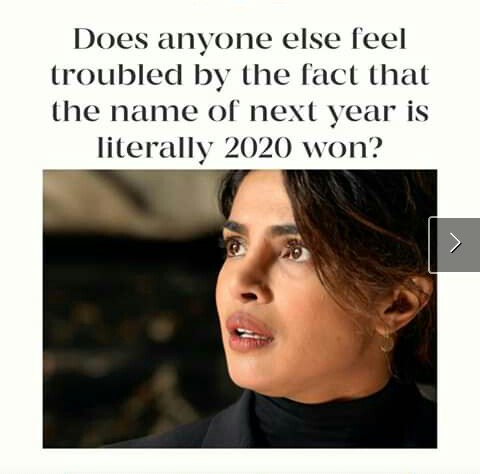 Does anyone else feel
troubled by the fact that
the name of next year is
literally 2020 won?